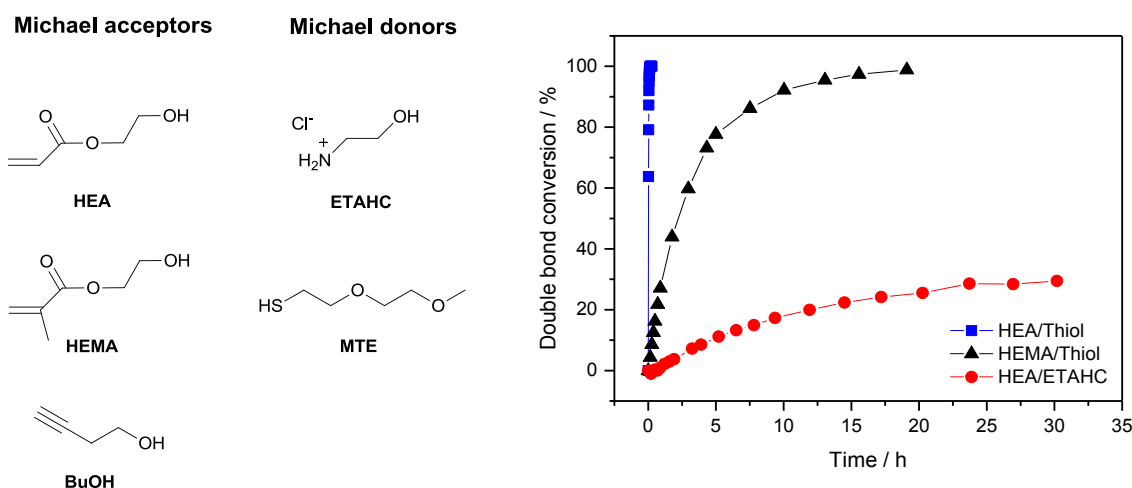 Michael acceptors
Michael donors
O
O
OH
HEA
Cl-
+
H2N
OH
ETAHC
O
O
OH
HEMA
HS
O
O
MTE
OH
BuOH
Double bond conversion / %
100
80
60
40
20
0
HEA/Thiol
HEMA/Thiol
HEA/ETAHC
0 5 10 15 20 25 30 35
Time / h